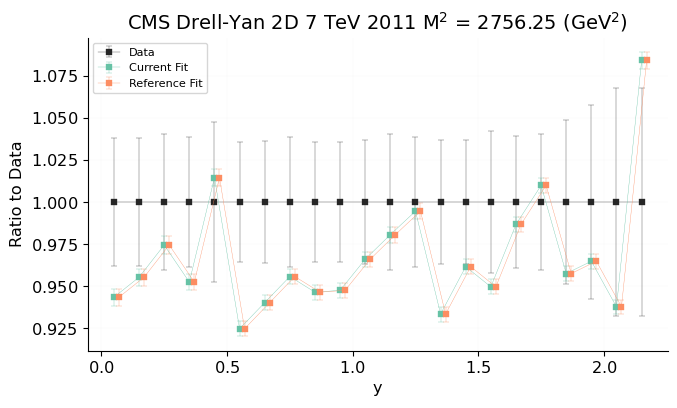 CMS Drell-Yan 2D 7 TeV 2011 M² = 2756.25 (GeV²)
Data
Current Fit
Reference Fit
Ratio to Data
1.075
1.050
1.025
1.000
0.975
0.950
0.925
0.0 0.5 1.0 1.5 2.0
y